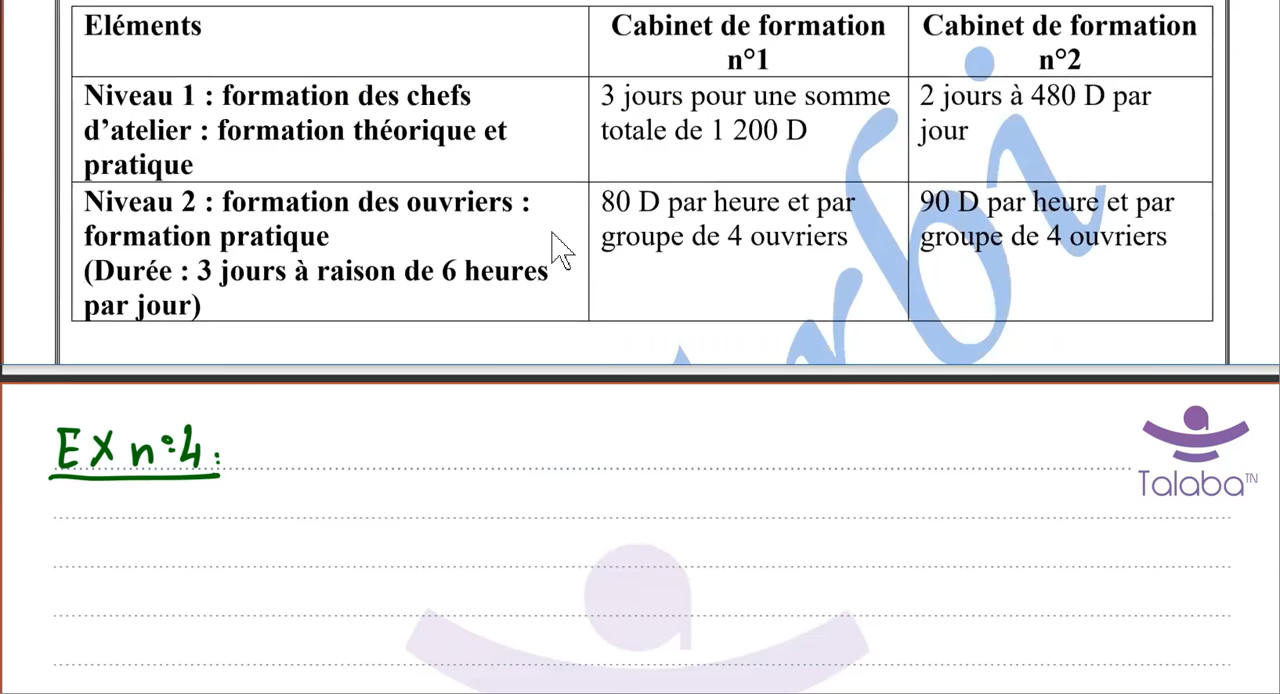 Eléments
Cabinet de formation
n°1
Cabinet de formation
n°2
Niveau 1 : formation des chefs
d’atelier : formation théorique et
pratique
3 jours pour une somme
totale de 1 200 D
2 jours à 480 D par
jour
Niveau 2 : formation des ouvriers :
formation pratique
(Durée : 3 jours à raison de 6 heures
par jour)
80 D par heure et par
groupe de 4 ouvriers
90 D par heure et par
groupe de 4 ouvriers
EX n°4:
Talaba TN